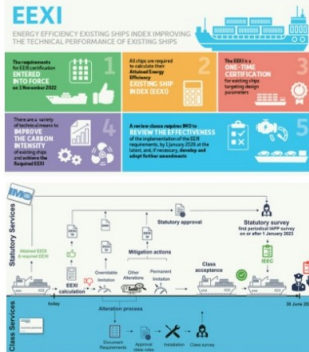 EEXI
ENERGY EFFICIENCY EXISTING SHIPS INDEX IMPROVING
THE TECHNICAL PERFORMANCE OF EXISTING SHIPS
The requirements
for EEXI certification
ENTERED
INTO FORCE
on 1 November 2022
1
All ships are required
to calculate their
Attained Energy
Efficiency
EXISTING SHIP
INDEX (EEXI)
2
The EEXI is a
ONE-TIME
CERTIFICATION
for existing ships
targeting design
parameters
3
There are a variety
of technical means to
IMPROVE
THE CARBON
INTENSITY
of existing ships
and achieve the
Required EEXI
4
A review clause requires IMO to
REVIEW THE EFFECTIVENESS
of the implementation of the EEXI
requirements, by 1 January 2026 at the
latest, and, if necessary, develop and
adopt further amendments
5
IMO
Statutory Services
Statutory approval
Statutory survey
first periodical IAPP survey
on or after 1 January 2023
Mitigation actions
Attained EEXI
& required EEXI
EEXI
calculation
Overridable
limitation
Other
Alterations
Permanent
limitation
Class
acceptance
IEEC
today
Alteration process
Class Services
Document
Requirements
Approval
class rules
Installation
Class survey